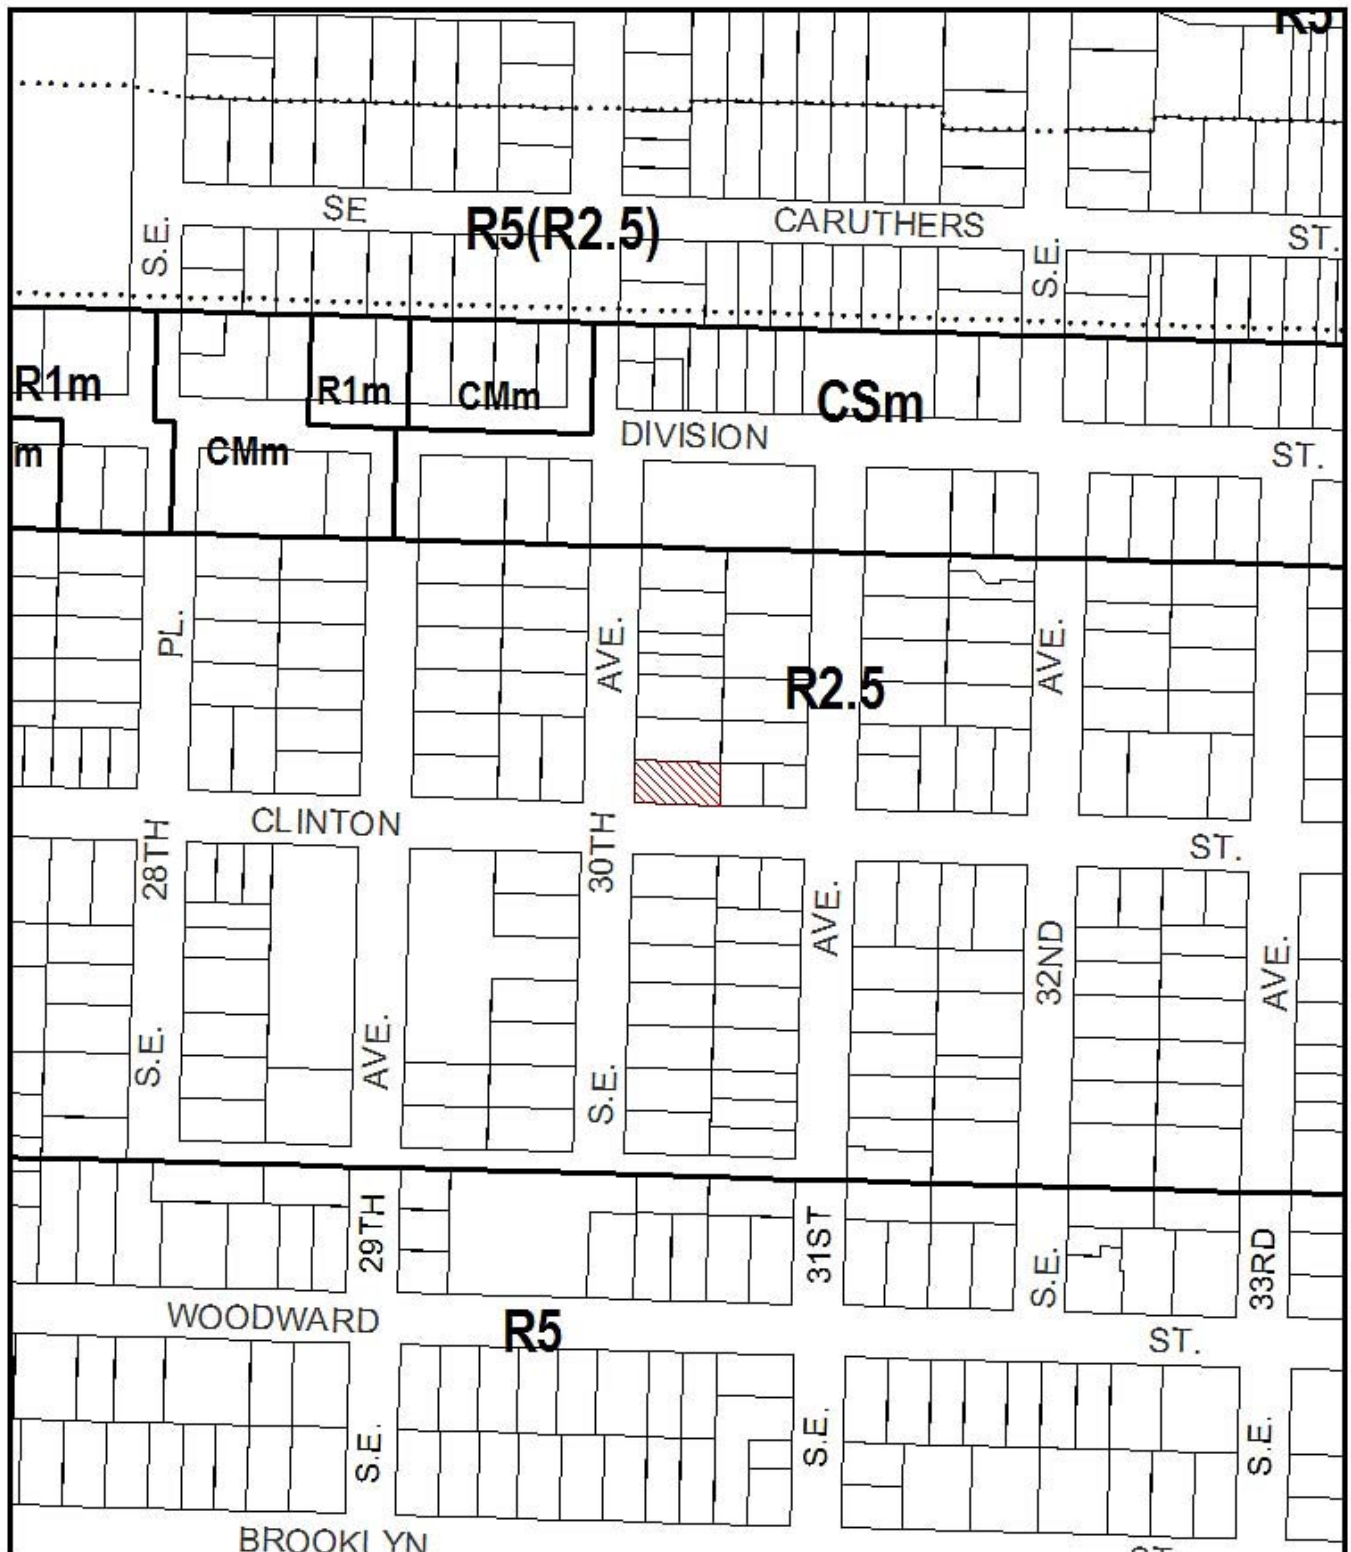 R5
SE
R5(R2.5)
CARUTHERS
ST.
S.E.
S.E.
R1m
R1m
CMm
CSm
DIVISION
ST.
m
CMm
PL.
AVE.
AVE.
R2.5
CLINTON
ST.
28TH
30TH
AVE.
32ND
AVE.
S.E.
AVE.
S.E.
29TH
31ST
S.E.
33RD
WOODWARD
R5
ST.
S.E.
S.E.
S.E.
BROOKLYN
ST.